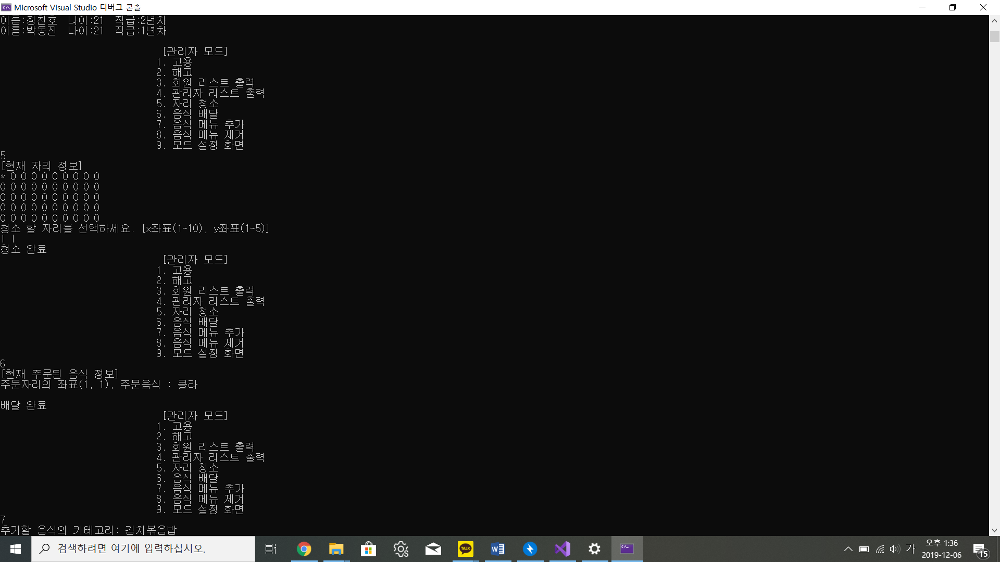 Microsoft Visual Studio 디버그 콘솔
이름:정찬호 나이:21 직급:2년차
이름:박동진 나이:21 직급:1년차
[관리자 모드]
1. 고용
2. 해고
3. 회원 리스트 출력
4. 관리자 리스트 출력
5. 자리 청소
6. 음식 배달
7. 음식 메뉴 추가
8. 음식 메뉴 제거
9. 모드 설정 화면
5
[현재 자리 정보]
* 0 0 0 0 0 0 0 0 0
0 0 0 0 0 0 0 0 0 0
0 0 0 0 0 0 0 0 0 0
0 0 0 0 0 0 0 0 0 0
0 0 0 0 0 0 0 0 0 0
청소 할 자리를 선택하세요. [x좌표(1~10), y좌표(1~5)]
1 1
청소 완료
[관리자 모드]
1. 고용
2. 해고
3. 회원 리스트 출력
4. 관리자 리스트 출력
5. 자리 청소
6. 음식 배달
7. 음식 메뉴 추가
8. 음식 메뉴 제거
9. 모드 설정 화면
6
[현재 주문된 음식 정보]
주문자리의 좌표(1, 1), 주문음식 : 콜라
배달 완료
[관리자 모드]
1. 고용
2. 해고
3. 회원 리스트 출력
4. 관리자 리스트 출력
5. 자리 청소
6. 음식 배달
7. 음식 메뉴 추가
8. 음식 메뉴 제거
9. 모드 설정 화면
7
추가할 음식의 카테고리: 김치볶음밥
검색하려면 여기에 입력하십시오.
TALK
가
오후 1:36
2019-12-06
15